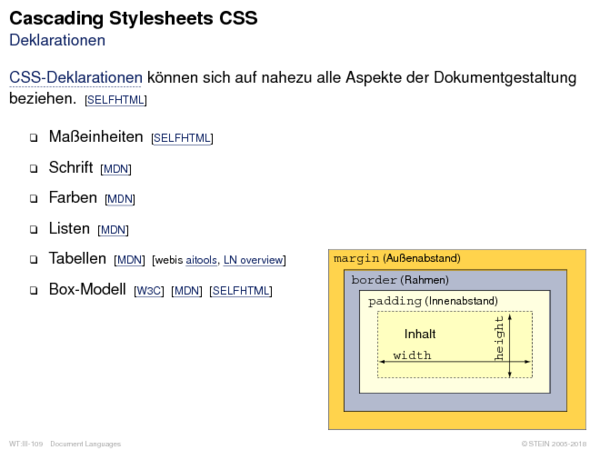 Cascading Stylesheets CSS
Deklarationen
CSS-Deklarationen können sich auf nahezu alle Aspekte der Dokumentgestaltung
beziehen. [SELFHTML]
❑ Maßeinheiten [SELFHTML]
❑ Schrift [MDN]
❑ Farben [MDN]
❑ Listen [MDN]
❑ Tabellen [MDN] [webis aitools, LN overview]
❑ Box-Modell [W3C] [MDN] [SELFHTML]
margin (Außenabstand)
border (Rahmen)
padding (Innenabstand)
Inhalt
width
height
WT:III-109 Document Languages
© STEIN 2005-2018